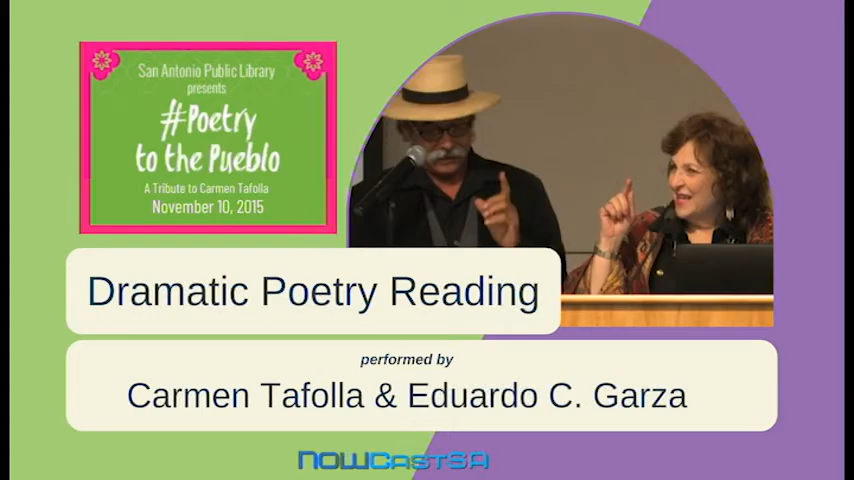 San Antonio Public Library
presents
#Poetry
to the Pueblo
A Tribute to Carmen Tafolla
November 10, 2015
Dramatic Poetry Reading
performed by
Carmen Tafolla & Eduardo C. Garza
NOWCastSA